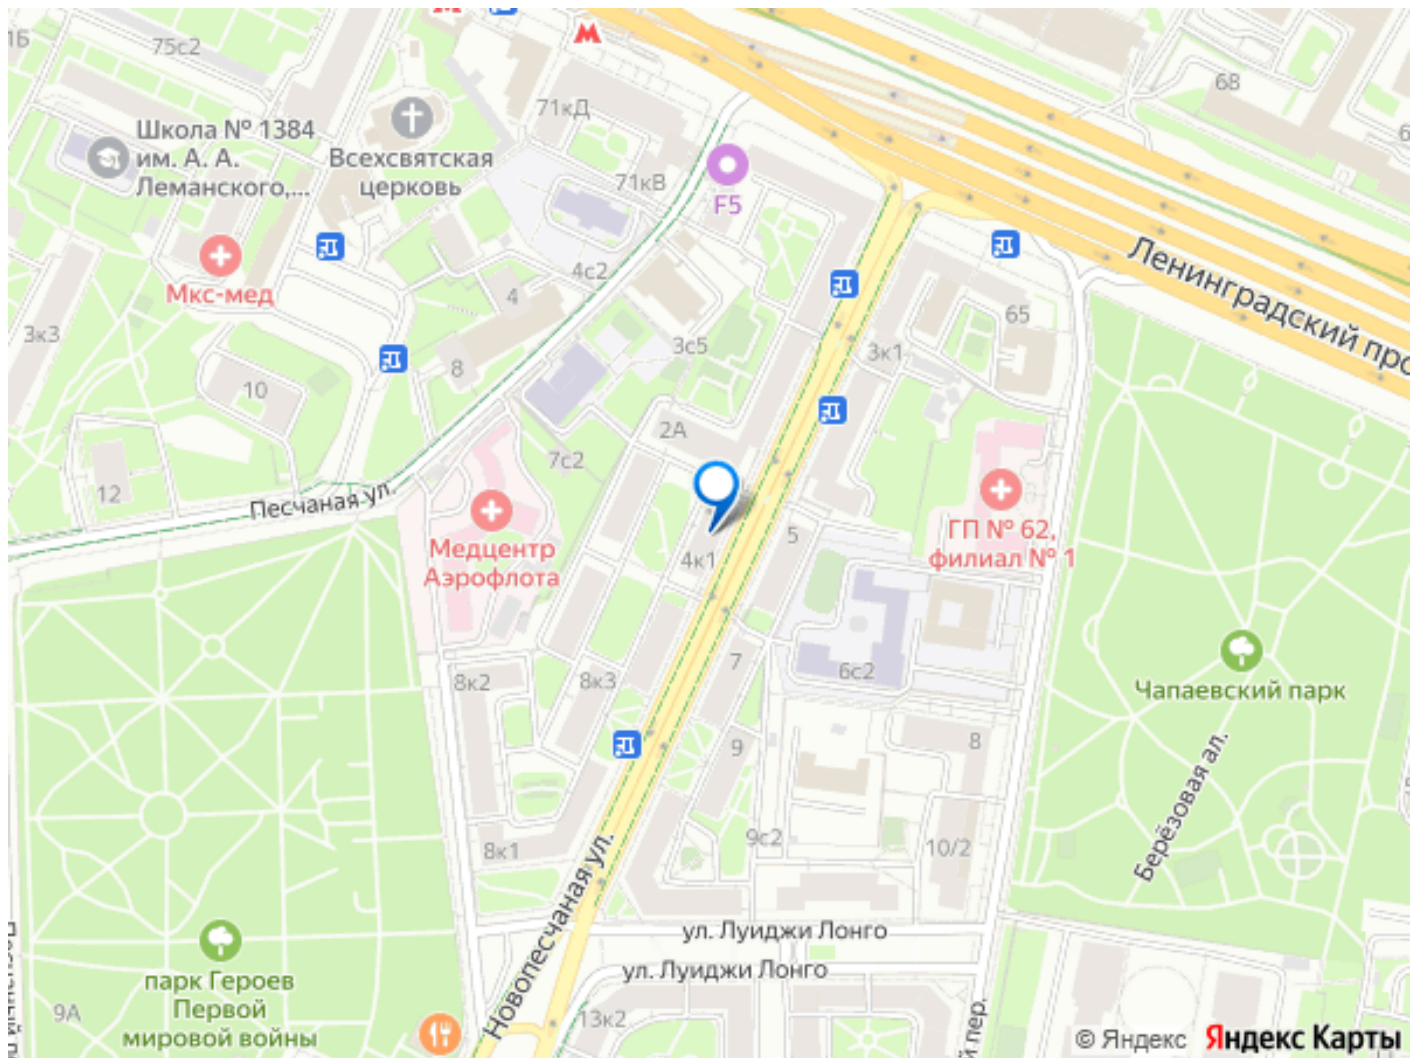 1Б
75с2
71кД
68
Школа № 1384
им. А. А.
Леманского,...
Всехсвятская
церковь
71кВ
F5
4с2
Мкс-мед
4
Ленинградский про
65
3к3
3с5
3к1
8
10
2А
7с2
12
Песчаная ул.
Медцентр
Аэрофлота
4к1
5
ГП № 62,
филиал № 1
7
6с2
Чапаевский парк
8к2
8к3
9
8
Берёзовая ал.
9с2
10/2
8к1
Новопесчаная ул.
ул. Луиджи Лонго
ул. Луиджи Лонго
парк Героев
Первой
мировой войны
9А
13к2
й пер.
© Яндекс Яндекс Карты